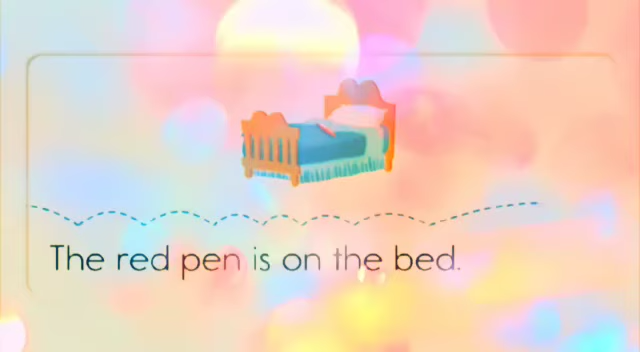 The red pen is on the bed.